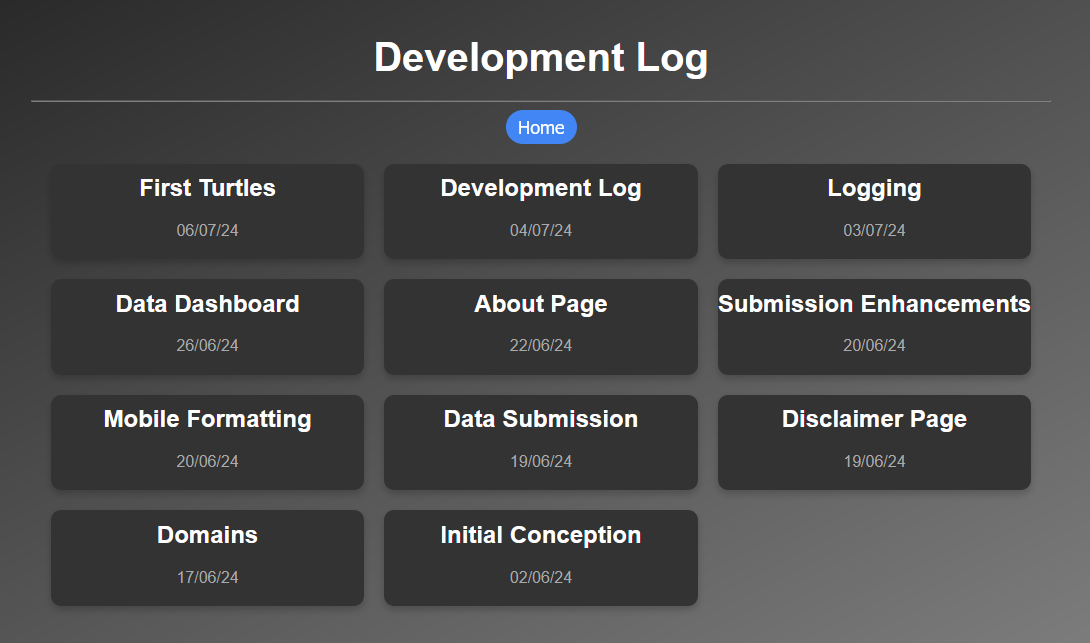 Development Log
Home
First Turtles
06/07/24
Development Log
04/07/24
Logging
03/07/24
Data Dashboard
26/06/24
About Page
22/06/24
Submission Enhancements
20/06/24
Mobile Formatting
20/06/24
Data Submission
19/06/24
Disclaimer Page
19/06/24
Domains
17/06/24
Initial Conception
02/06/24